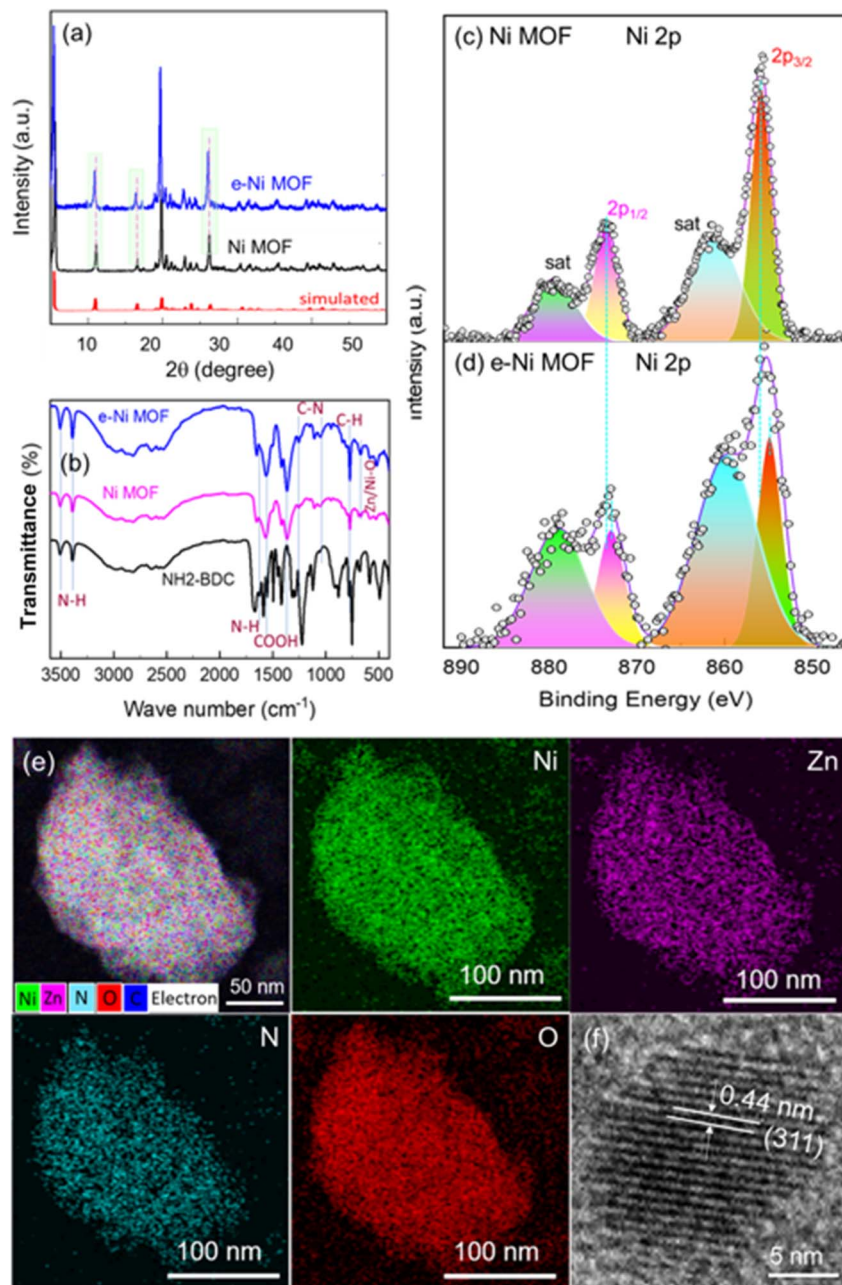 (a)
e-Ni MOF
Ni MOF
simulated
Intensity (a.u.)
10 20 30 40 50
2θ (degree)
(b)
e-Ni MOF
Ni MOF
NH2-BDC
N-H
N-H
COOH
C-N
C-H
Zn/Ni-O
Transmittance (%)
3600 3000 2500 2000 1500 1000 500
Wave number (cm⁻¹)
(c) Ni MOF Ni 2p
2p3/2
2p1/2
sat
sat
(d) e-Ni MOF Ni 2p
Intensity (a.u.)
890 880 870 860 850
Binding Energy (eV)
(e)
Ni Zn N O C Electron
50 nm
Ni
100 nm
Zn
100 nm
N
100 nm
O
100 nm
(f)
0.44 nm
(311)
5 nm